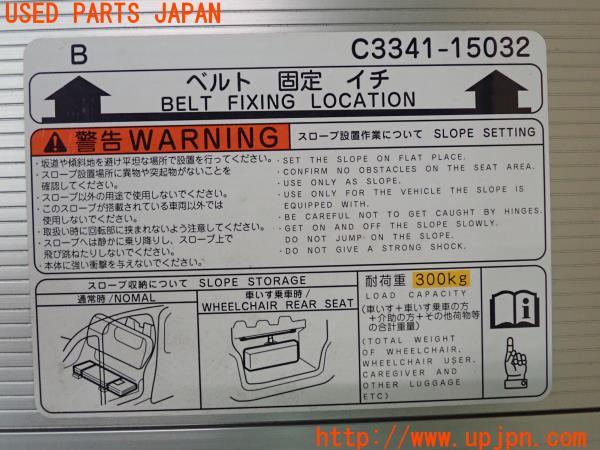 USED PARTS JAPAN
B
C3341-15032
ベルト 固定 イチ
BELT FIXING LOCATION
警告 WARNING
スロープ設置作業について SLOPE SETTING
・坂道や傾斜地を避け平坦な場所で設置を行ってください。
・スロープ設置場所に異物や突起物がないことを
確認してください。
・スロープ以外の用途で使用しないでください。
・このスロープが搭載されている車両以外では
使用しないでください。
・取扱い時に回転部に挟まれないよう注意してください。
・スロープへは静かに乗り降りし、スロープ上で
飛び跳ねたりしないでください。
・本体に強い衝撃を与えないでください。
・SET THE SLOPE ON FLAT PLACE.
・CONFIRM NO OBSTACLES ON THE SEAT AREA.
・USE ONLY AS SLOPE.
・USE ONLY FOR THE VEHICLE THE SLOPE IS
EQUIPPED WITH.
・BE CAREFUL NOT TO GET CAUGHT BY HINGES.
・GET ON AND OFF THE SLOPE SLOWLY.
DO NOT JUMP ON THE SLOPE.
・DO NOT GIVE A STRONG SHOCK.
スロープ収納について SLOPE STORAGE
通常時/NOMAL
車いす乗車時/
WHEELCHAIR REAR SEAT
耐荷重 300kg
LOAD CAPACITY
(車いす+車いす乗車の方
+介助の方+その他荷物等
の合計重量)
(TOTAL WEIGHT
OF WHEELCHAIR,
WHEELCHAIR USER,
CAREGIVER AND
OTHER LUGGAGE
ETC)
http://www.upjpn.com/